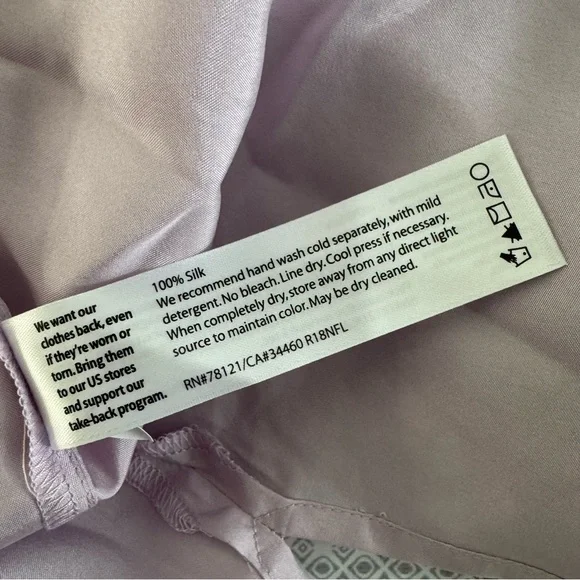 We want our
clothes back, even
if they're worn or
torn. Bring them
to our US stores
and support our
take-back program.
100% Silk
We recommend hand wash cold separately, with mild
detergent. No bleach. Line dry. Cool press if necessary.
When completely dry, store away from any direct light
source to maintain color. May be dry cleaned.
RN#78121/CA#34460 R18NFL